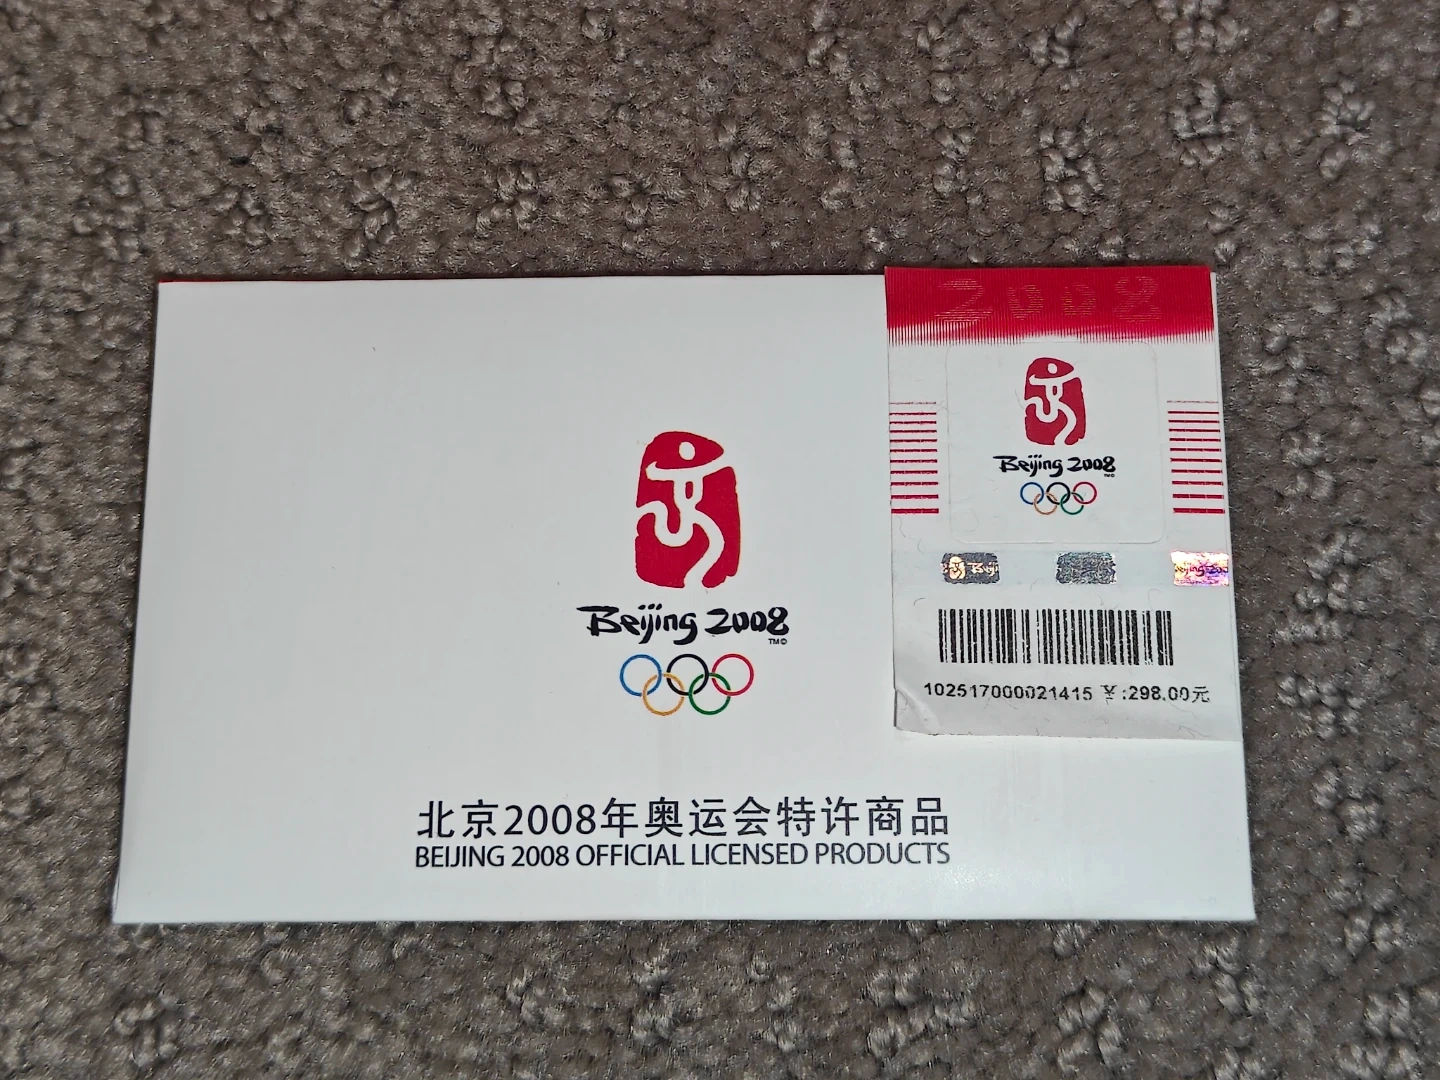 2008
Beijing 2008
Beijing 2008
TM©
102517000021415 ￥:298.00元
北京2008年奥运会特许商品
BEIJING 2008 OFFICIAL LICENSED PRODUCTS